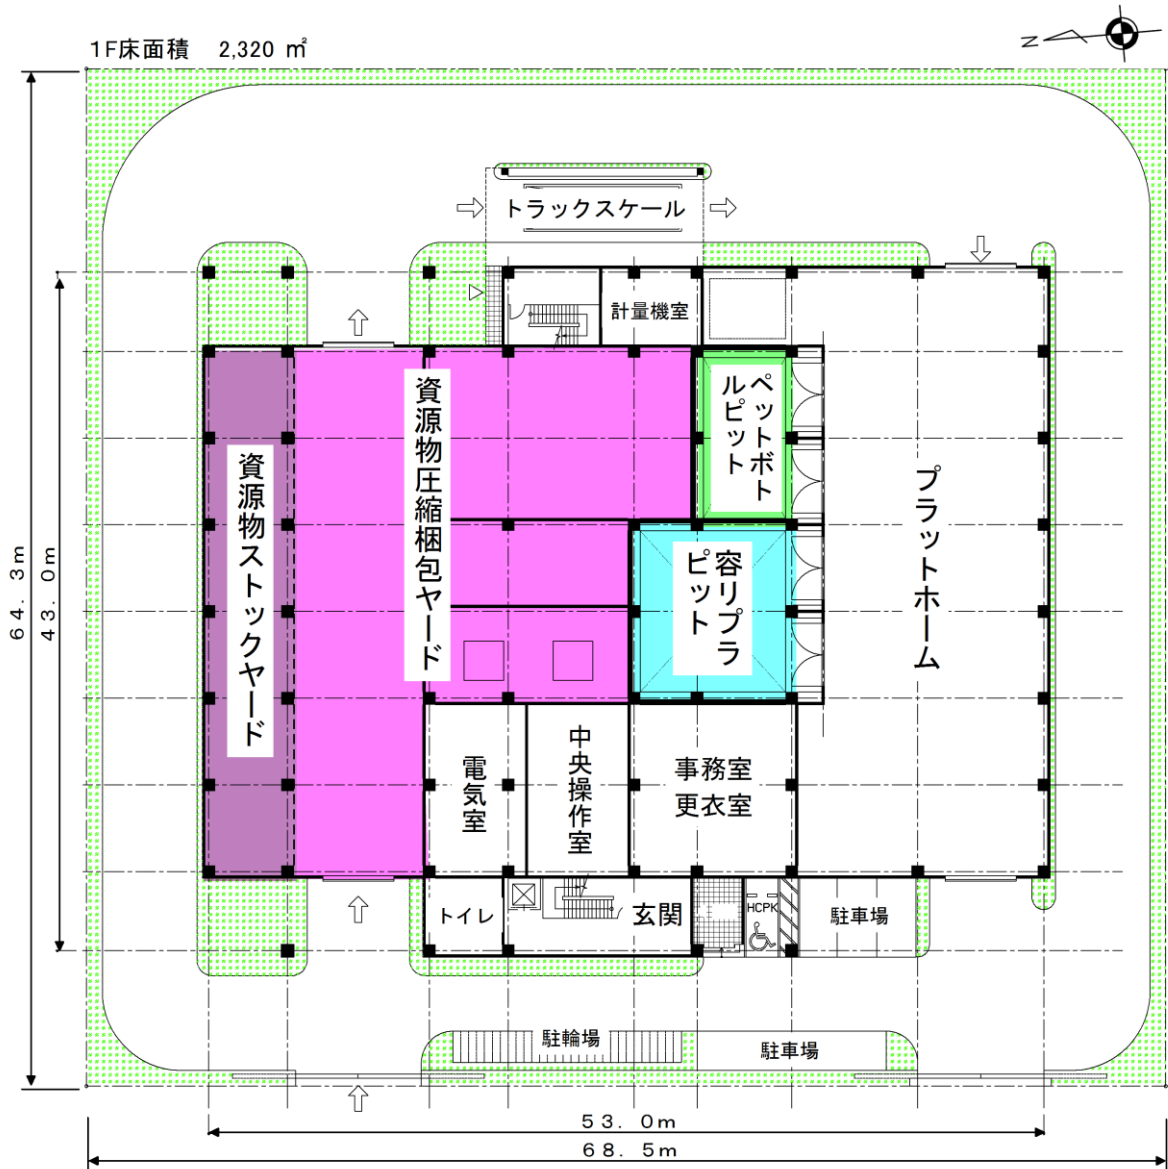 1F床面積 2,320 ㎡
N
トラックスケール
計量機室
ペットボト
ルピット
資源物圧縮梱包ヤード
資源物ストックヤード
容リプラ
ピット
プラットホーム
64.3m
43.0m
電気室
中央操作室
事務室
更衣室
トイレ
玄関
HCPK
駐車場
駐輪場
駐車場
53.0m
68.5m